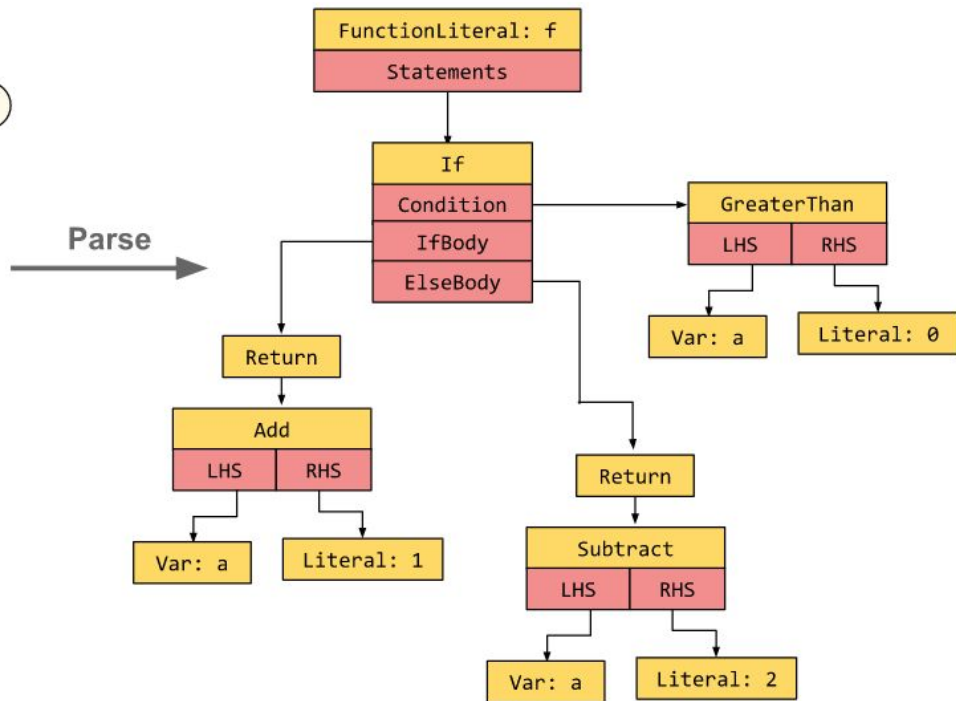 FunctionLiteral: f
Statements
If
Condition
IfBody
ElseBody
GreaterThan
LHS RHS
Var: a
Literal: 0
Parse
Return
Add
LHS RHS
Var: a
Literal: 1
Return
Subtract
LHS RHS
Var: a
Literal: 2